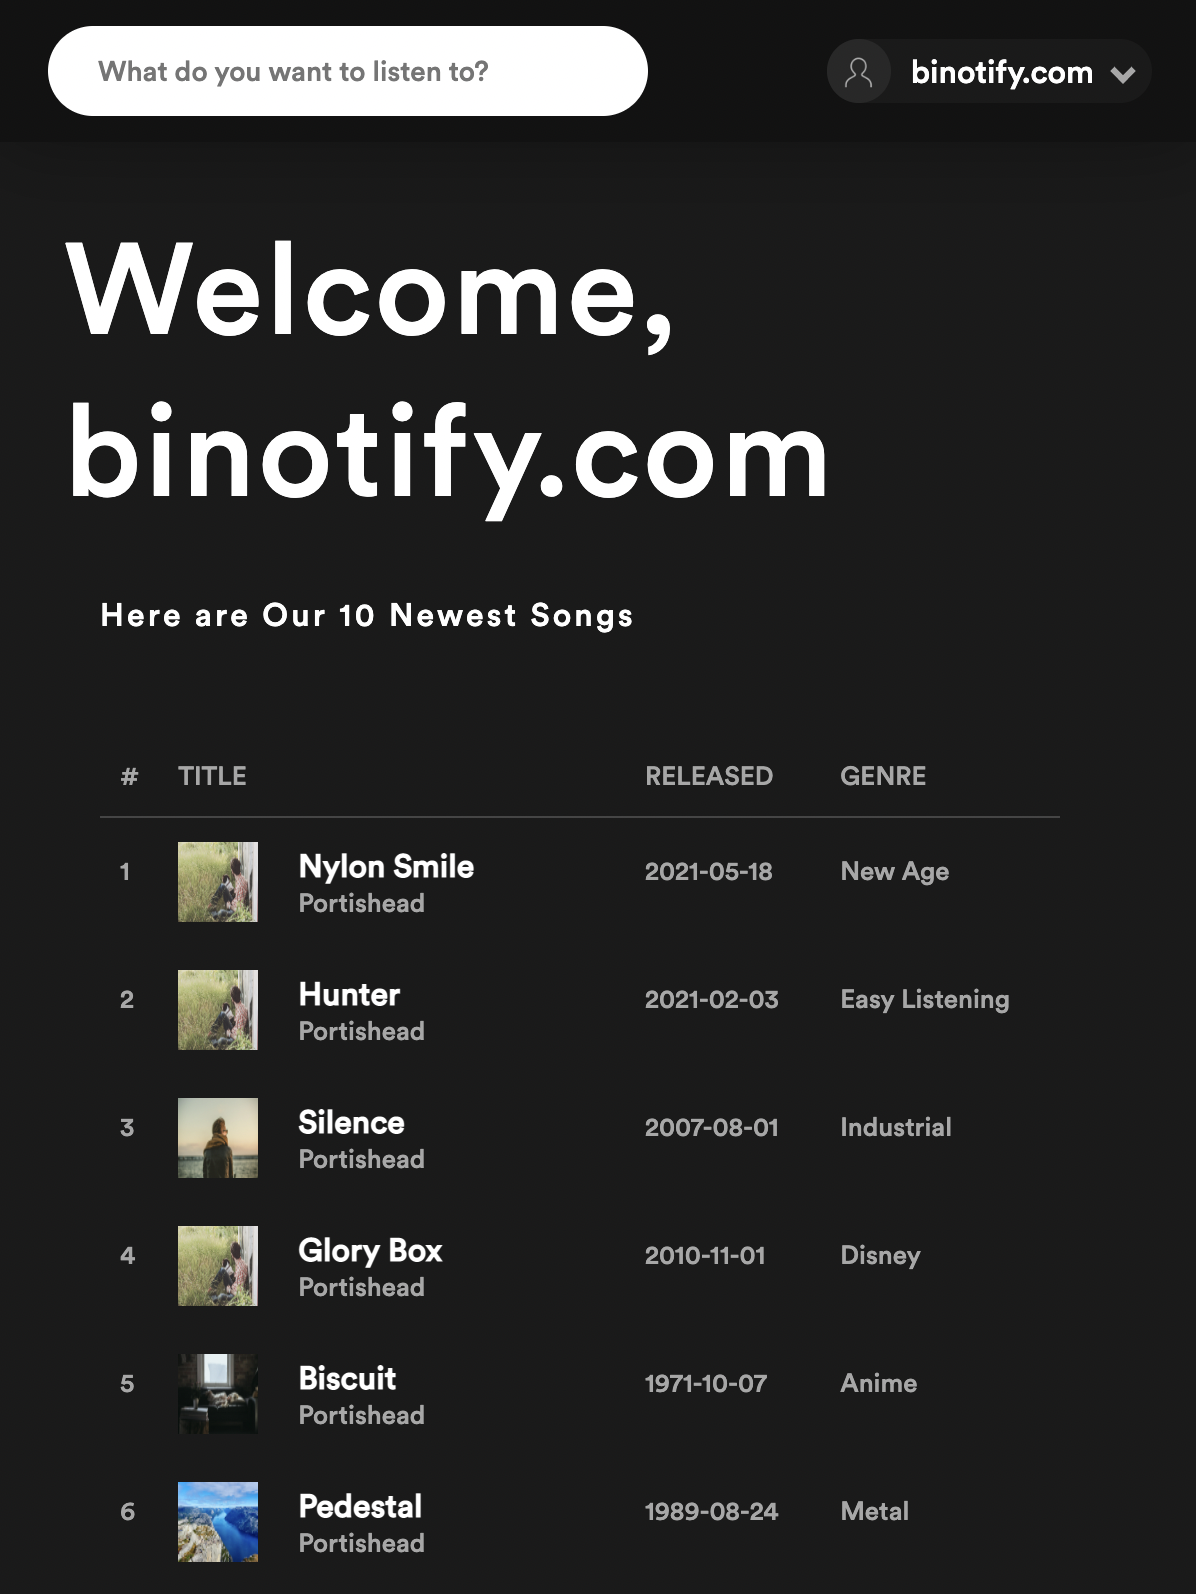 What do you want to listen to?
binotify.com
Welcome,
binotify.com
Here are Our 10 Newest Songs
# TITLE RELEASED GENRE
1 Nylon Smile 2021-05-18 New Age
Portishead
2 Hunter 2021-02-03 Easy Listening
Portishead
3 Silence 2007-08-01 Industrial
Portishead
4 Glory Box 2010-11-01 Disney
Portishead
5 Biscuit 1971-10-07 Anime
Portishead
6 Pedestal 1989-08-24 Metal
Portishead